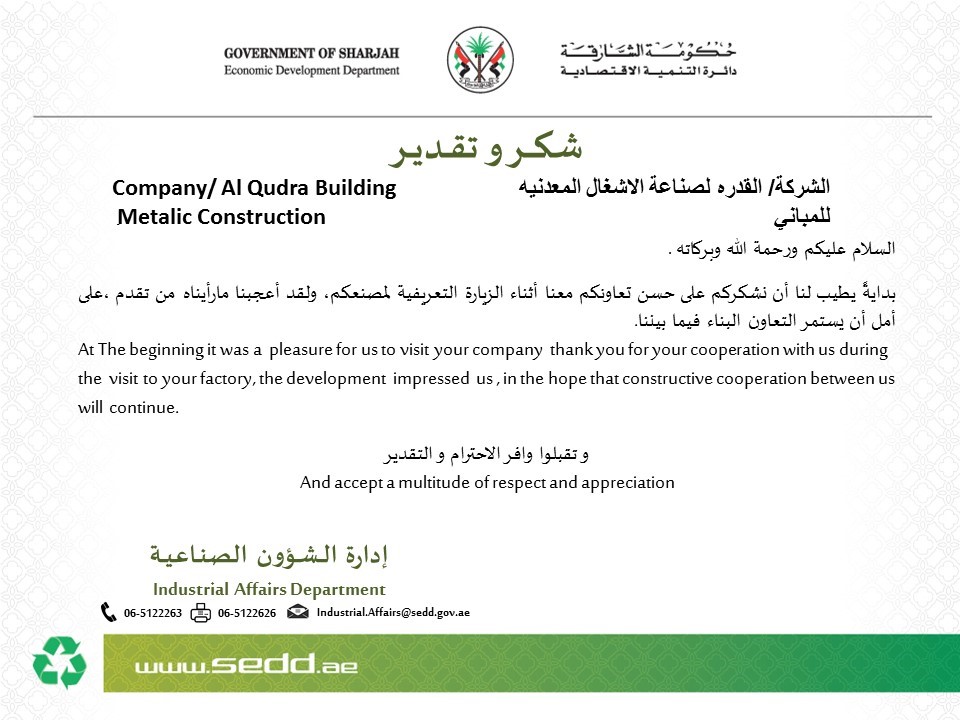 GOVERNMENT OF SHARJAH
Economic Development Department
حكومة الشارقة
دائرة التنمية الاقتصادية
شكر و تقدير
Company/ Al Qudra Building
Metalic Construction
الشركة/ القدره لصناعة الاشغال المعدنيه
للمباني
السلام عليكم ورحمة الله وبركاته .
بدايةً يطيب لنا أن نشكركم على حسن تعاونكم معنا أثناء الزيارة التعريفية لمصنعكم، ولقد أعجبنا مارأيناه من تقدم ،على
أمل أن يستمر التعاون البناء فيما بيننا.
At The beginning it was a pleasure for us to visit your company thank you for your cooperation with us during
the visit to your factory, the development impressed us , in the hope that constructive cooperation between us
will continue.
و تقبلوا وافر الاحترام و التقدير
And accept a multitude of respect and appreciation
إدارة الشؤون الصناعية
Industrial Affairs Department
06-5122263 06-5122626 Industrial.Affairs@sedd.gov.ae
www.sedd.ae